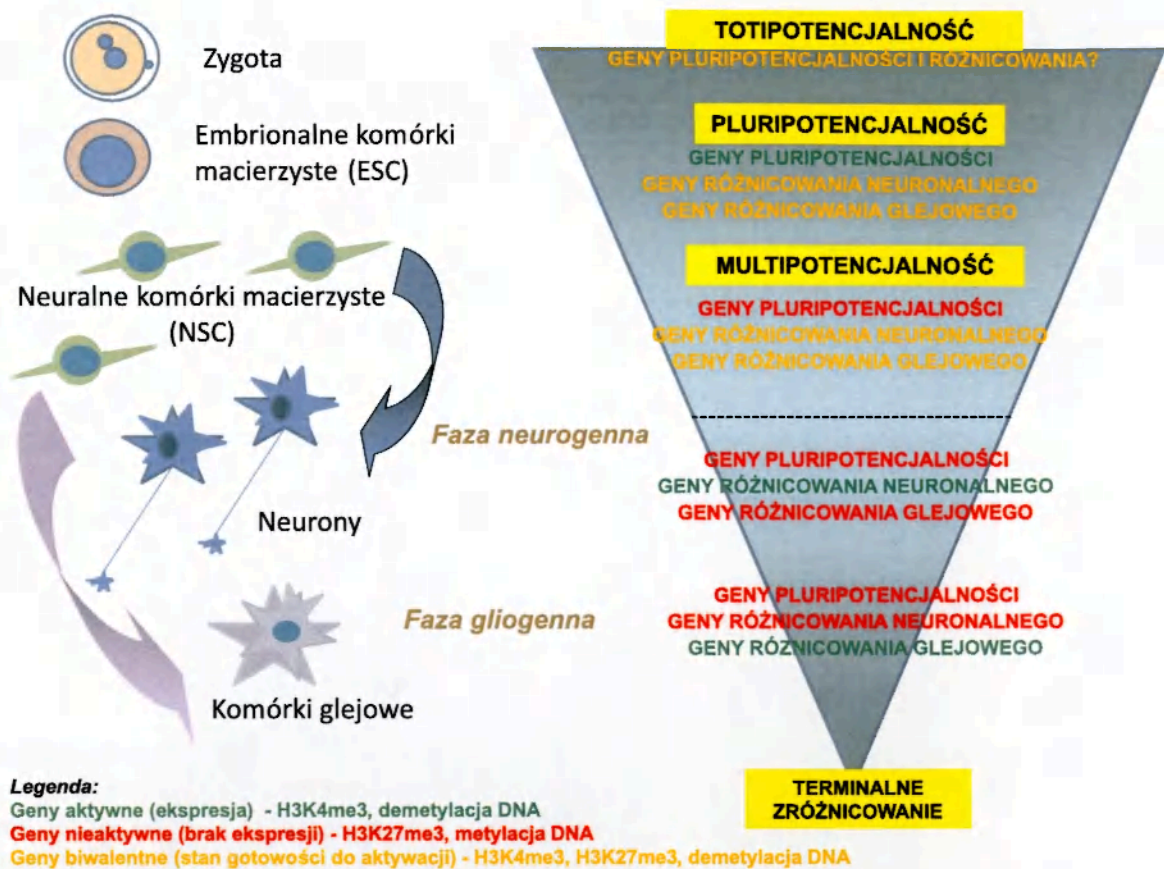 Zygota
Embrionalne komórki
macierzyste (ESC)
Neuralne komórki macierzyste
(NSC)
Faza neurogenna
Neurony
Faza gliogenna
Komórki glejowe
TOTIPOTENCJALNOŚĆ
GENY PLURIPOTENCJALNOŚCI I RÓŻNICOWANIA?
PLURIPOTENCJALNOŚĆ
GENY PLURIPOTENCJALNOŚCI
GENY RÓŻNICOWANIA NEURONALNEGO
GENY RÓŻNICOWANIA GLEJOWEGO
MULTIPOTENCJALNOŚĆ
GENY PLURIPOTENCJALNOŚCI
GENY RÓŻNICOWANIA NEURONALNEGO
GENY RÓŻNICOWANIA GLEJOWEGO
GENY PLURIPOTENCJALNOŚCI
GENY RÓŻNICOWANIA NEURONALNEGO
GENY RÓŻNICOWANIA GLEJOWEGO
GENY PLURIPOTENCJALNOŚCI
GENY RÓŻNICOWANIA NEURONALNEGO
GENY RÓŻNICOWANIA GLEJOWEGO
TERMINALNE
ZRÓŻNICOWANIE
Legenda:
Geny aktywne (ekspresja) - H3K4me3, demetylacja DNA
Geny nieaktywne (brak ekspresji) - H3K27me3, metylacja DNA
Geny biwalentne (stan gotowości do aktywacji) - H3K4me3, H3K27me3, demetylacja DNA